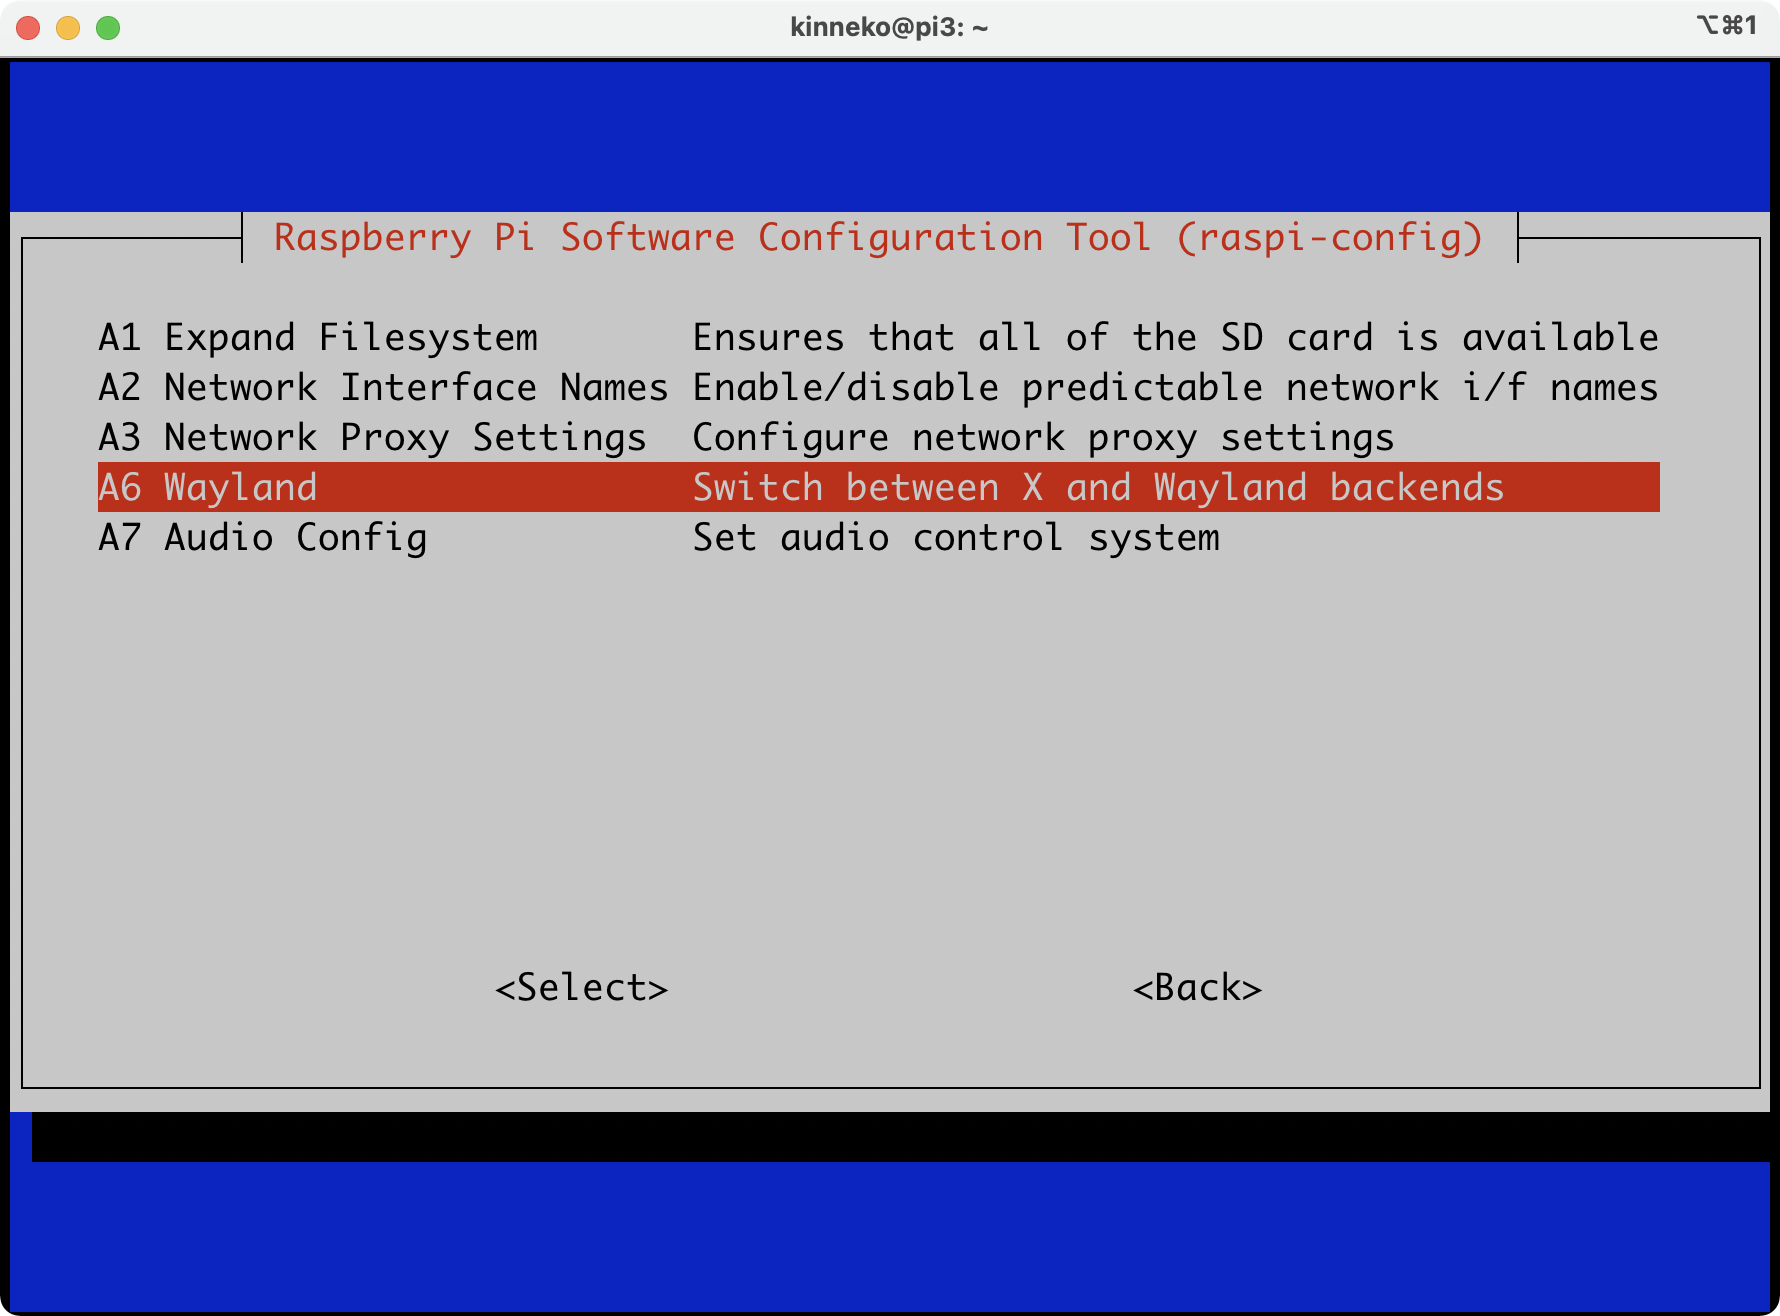 kinneko@pi3: ~
⌥⌘1
Raspberry Pi Software Configuration Tool (raspi-config)
A1 Expand Filesystem Ensures that all of the SD card is available
A2 Network Interface Names Enable/disable predictable network i/f names
A3 Network Proxy Settings Configure network proxy settings
A6 Wayland Switch between X and Wayland backends
A7 Audio Config Set audio control system
<Select> <Back>